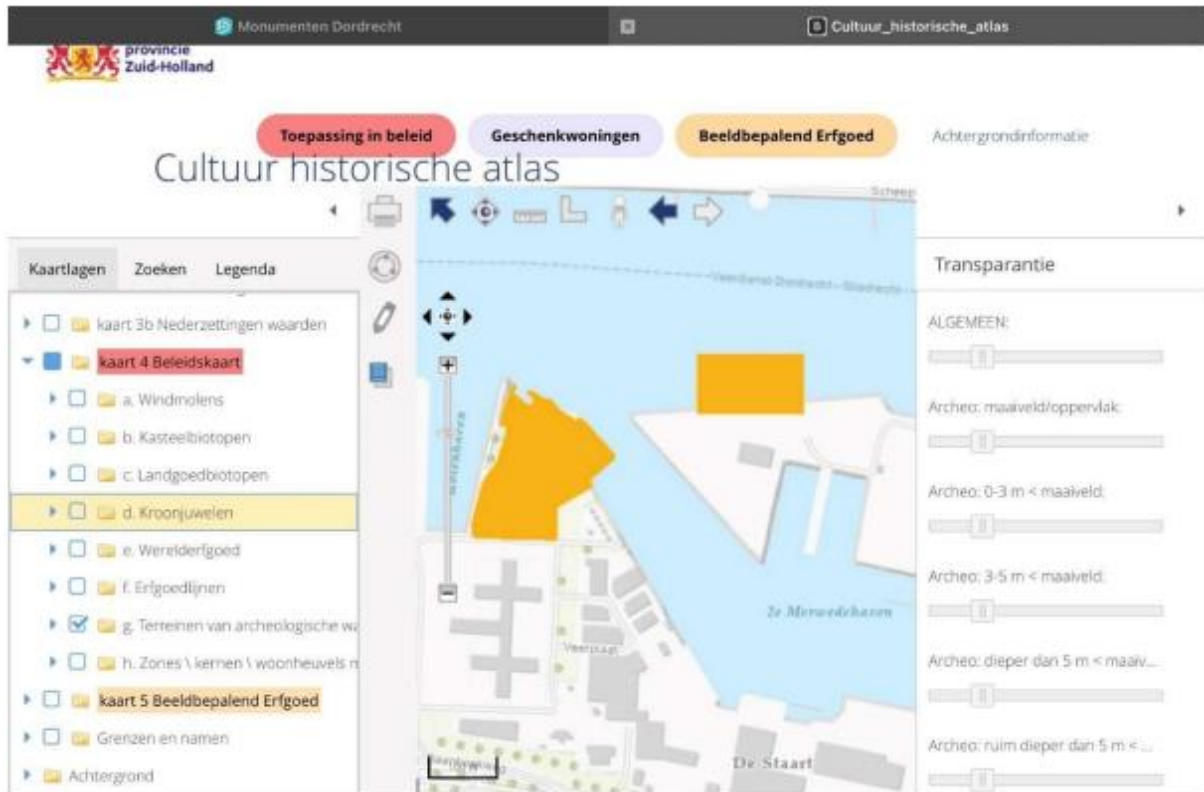 Monumenten Dordrecht
Cultuur_historische_atlas
provincie
Zuid-Holland
Toepassing in beleid
Geschenkwoningen
Beeldbepalend Erfgoed
Achtergrondinformatie
Cultuur historische atlas
Kaartlagen
Zoeken
Legenda
kaart 3b Nederzettingen waarden
kaart 4 Beleidskaart
a. Windmolens
b. Kasteelbiotopen
c. Landgoedbiotopen
d. Kroonjuwelen
e. Werelderfgoed
f. Erfgoedlijnen
g. Terreinen van archeologische wa
h. Zones \ kernen \ woonheuvels m
kaart 5 Beeldbepalend Erfgoed
Grenzen en namen
Achtergrond
Scheep
2e Merwedehaven
Veerplaat
De Staart
100 m
Transparantie
ALGEMEEN:
Archeo: maaiveld/oppervlak:
Archeo: 0-3 m < maaiveld:
Archeo: 3-5 m < maaiveld:
Archeo: dieper dan 5 m < maaiv...
Archeo: ruim dieper dan 5 m < ...